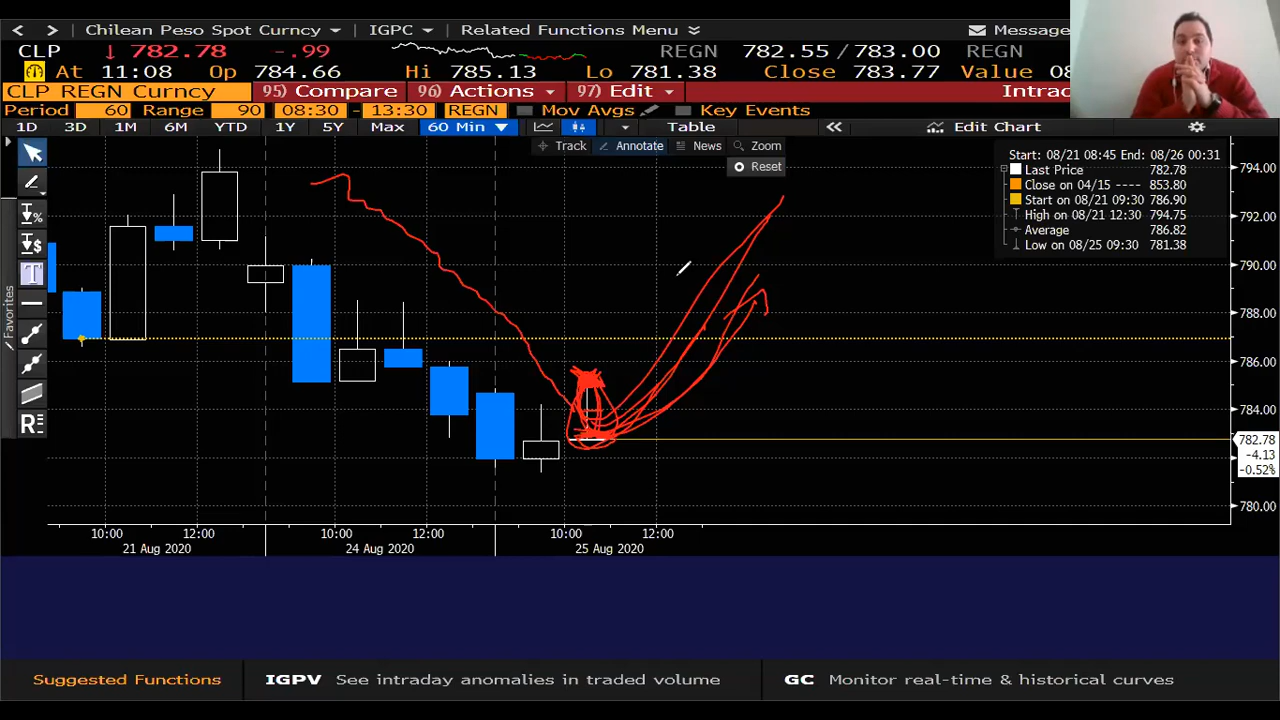 < > Chilean Peso Spot Curncy IGPC Related Functions Menu Message
CLP 782.78 -.99 REGN 782.55 / 783.00 REGN
At 11:08 Op 784.66 Hi 785.13 Lo 781.38 Close 783.77 Value 08
CLP REGN Curncy 95) Compare 96) Actions 97) Edit Intrac
Period 60 Range 90 08:30 - 13:30 REGN Mov Avgs Key Events
1D 3D 1M 6M YTD 1Y 5Y Max 60 Min Table « Edit Chart
Track Annotate News Zoom
Reset
Start: 08/21 08:45 End: 08/26 00:31
Last Price 782.78
Close on 04/15 ---- 853.80
Start on 08/21 09:30 786.90
High on 08/21 12:30 794.75
Average 786.82
Low on 08/25 09:30 781.38
%
$
T
R
Favorites
794.00
792.00
790.00
788.00
786.00
784.00
782.78
-4.13
-0.52%
780.00
10:00 12:00 10:00 12:00 10:00 12:00
21 Aug 2020 24 Aug 2020 25 Aug 2020
Suggested Functions IGPV See intraday anomalies in traded volume GC Monitor real-time & historical curves